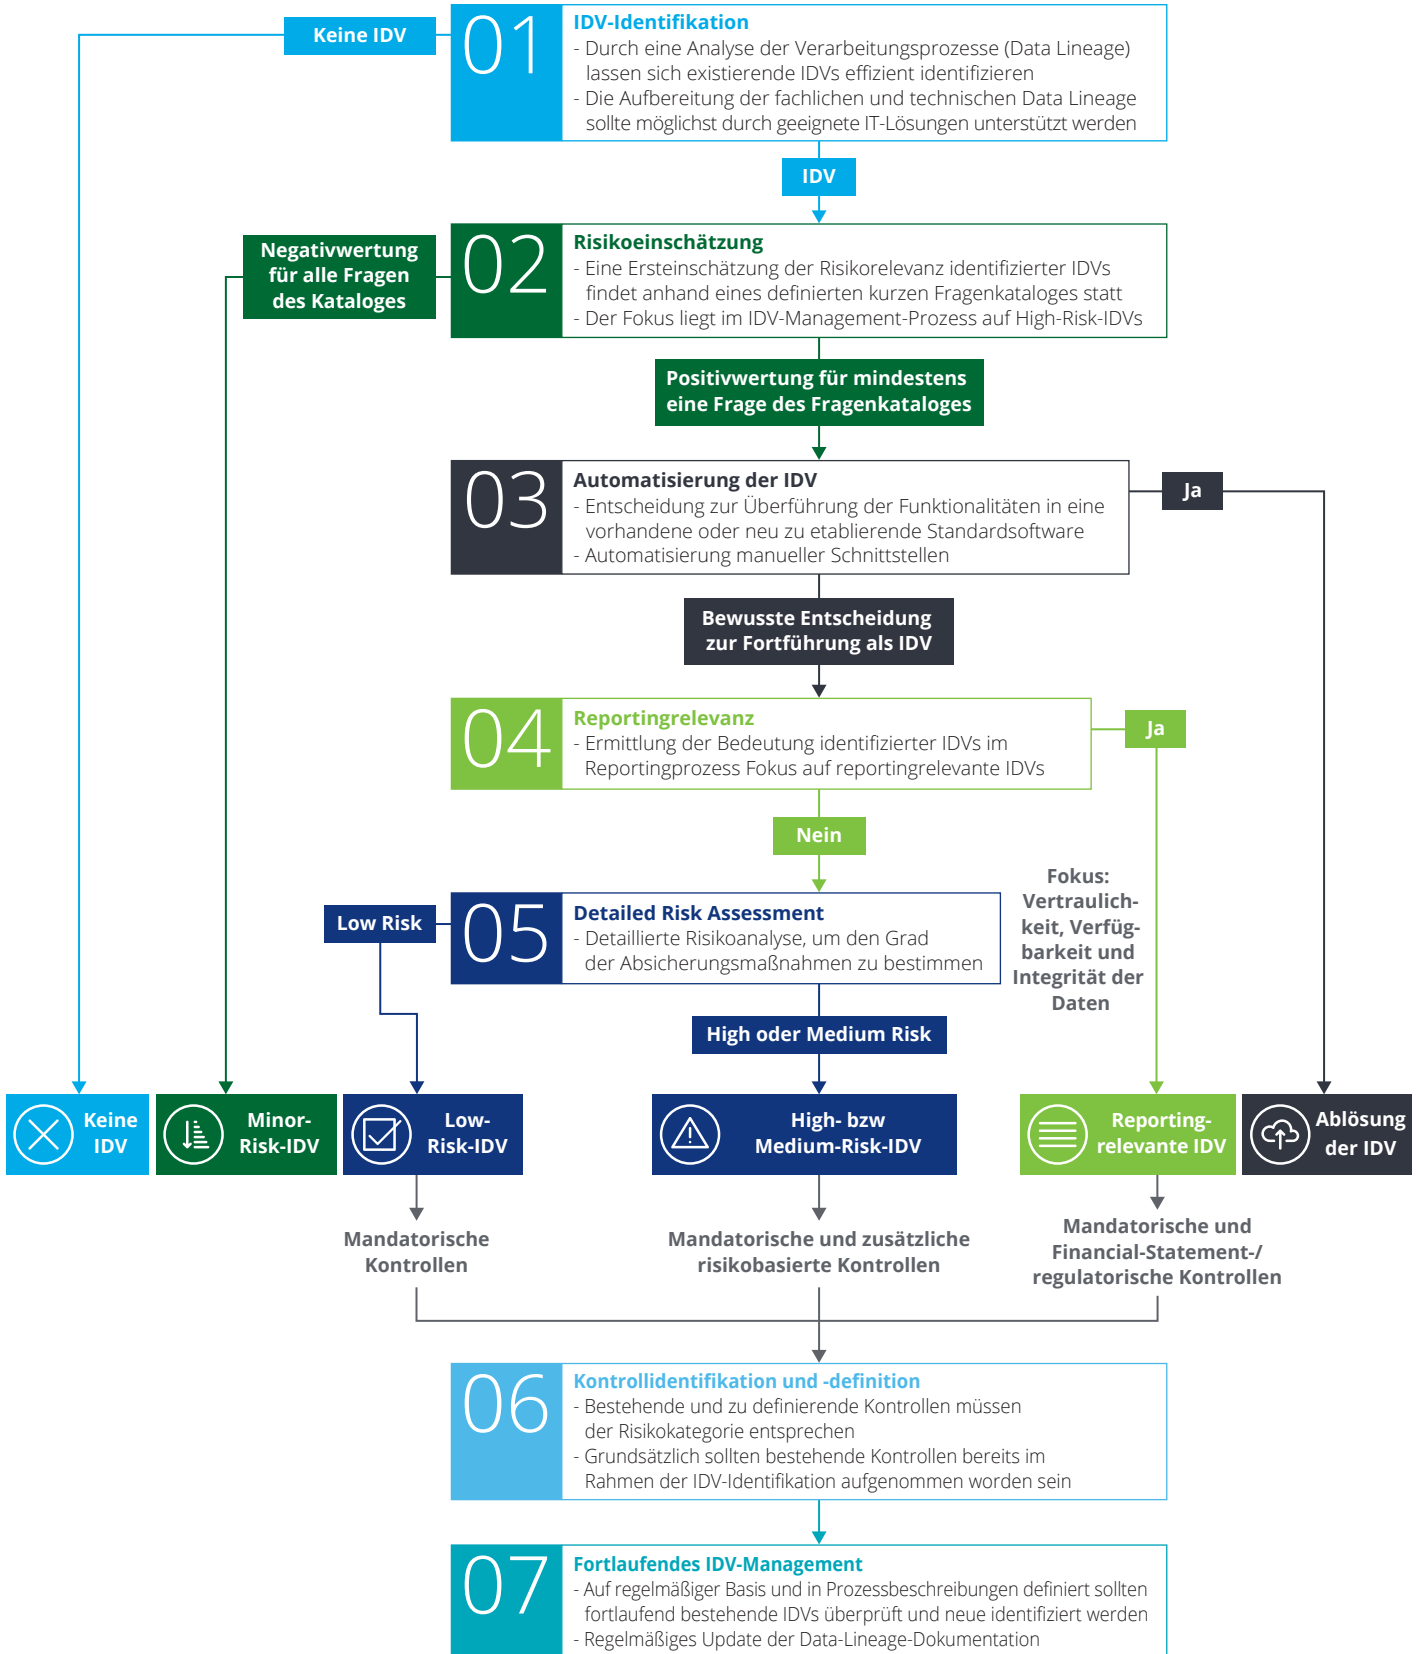 Keine IDV
01
IDV-Identifikation
- Durch eine Analyse der Verarbeitungsprozesse (Data Lineage)
lassen sich existierende IDVs effizient identifizieren
- Die Aufbereitung der fachlichen und technischen Data Lineage
sollte möglichst durch geeignete IT-Lösungen unterstützt werden
IDV
Negativwertung
für alle Fragen
des Kataloges
02
Risikoeinschätzung
- Eine Ersteinschätzung der Risikorelevanz identifizierter IDVs
findet anhand eines definierten kurzen Fragenkataloges statt
- Der Fokus liegt im IDV-Management-Prozess auf High-Risk-IDVs
Positivwertung für mindestens
eine Frage des Fragenkataloges
03
Automatisierung der IDV
- Entscheidung zur Überführung der Funktionalitäten in eine
vorhandene oder neu zu etablierende Standardsoftware
- Automatisierung manueller Schnittstellen
Ja
Bewusste Entscheidung
zur Fortführung als IDV
04
Reportingrelevanz
- Ermittlung der Bedeutung identifizierter IDVs im
Reportingprozess Fokus auf reportingrelevante IDVs
Ja
Nein
Fokus:
Vertraulich-
keit, Verfüg-
barkeit und
Integrität der
Daten
Low Risk
05
Detailed Risk Assessment
- Detaillierte Risikoanalyse, um den Grad
der Absicherungsmaßnahmen zu bestimmen
High oder Medium Risk
Keine
IDV
Minor-
Risk-IDV
Low-
Risk-IDV
High- bzw
Medium-Risk-IDV
Reporting-
relevante IDV
Ablösung
der IDV
Mandatorische
Kontrollen
Mandatorische und zusätzliche
risikobasierte Kontrollen
Mandatorische und
Financial-Statement-/
regulatorische Kontrollen
06
Kontrollidentifikation und -definition
- Bestehende und zu definierende Kontrollen müssen
der Risikokategorie entsprechen
- Grundsätzlich sollten bestehende Kontrollen bereits im
Rahmen der IDV-Identifikation aufgenommen worden sein
07
Fortlaufendes IDV-Management
- Auf regelmäßiger Basis und in Prozessbeschreibungen definiert sollten
fortlaufend bestehende IDVs überprüft und neue identifiziert werden
- Regelmäßiges Update der Data-Lineage-Dokumentation